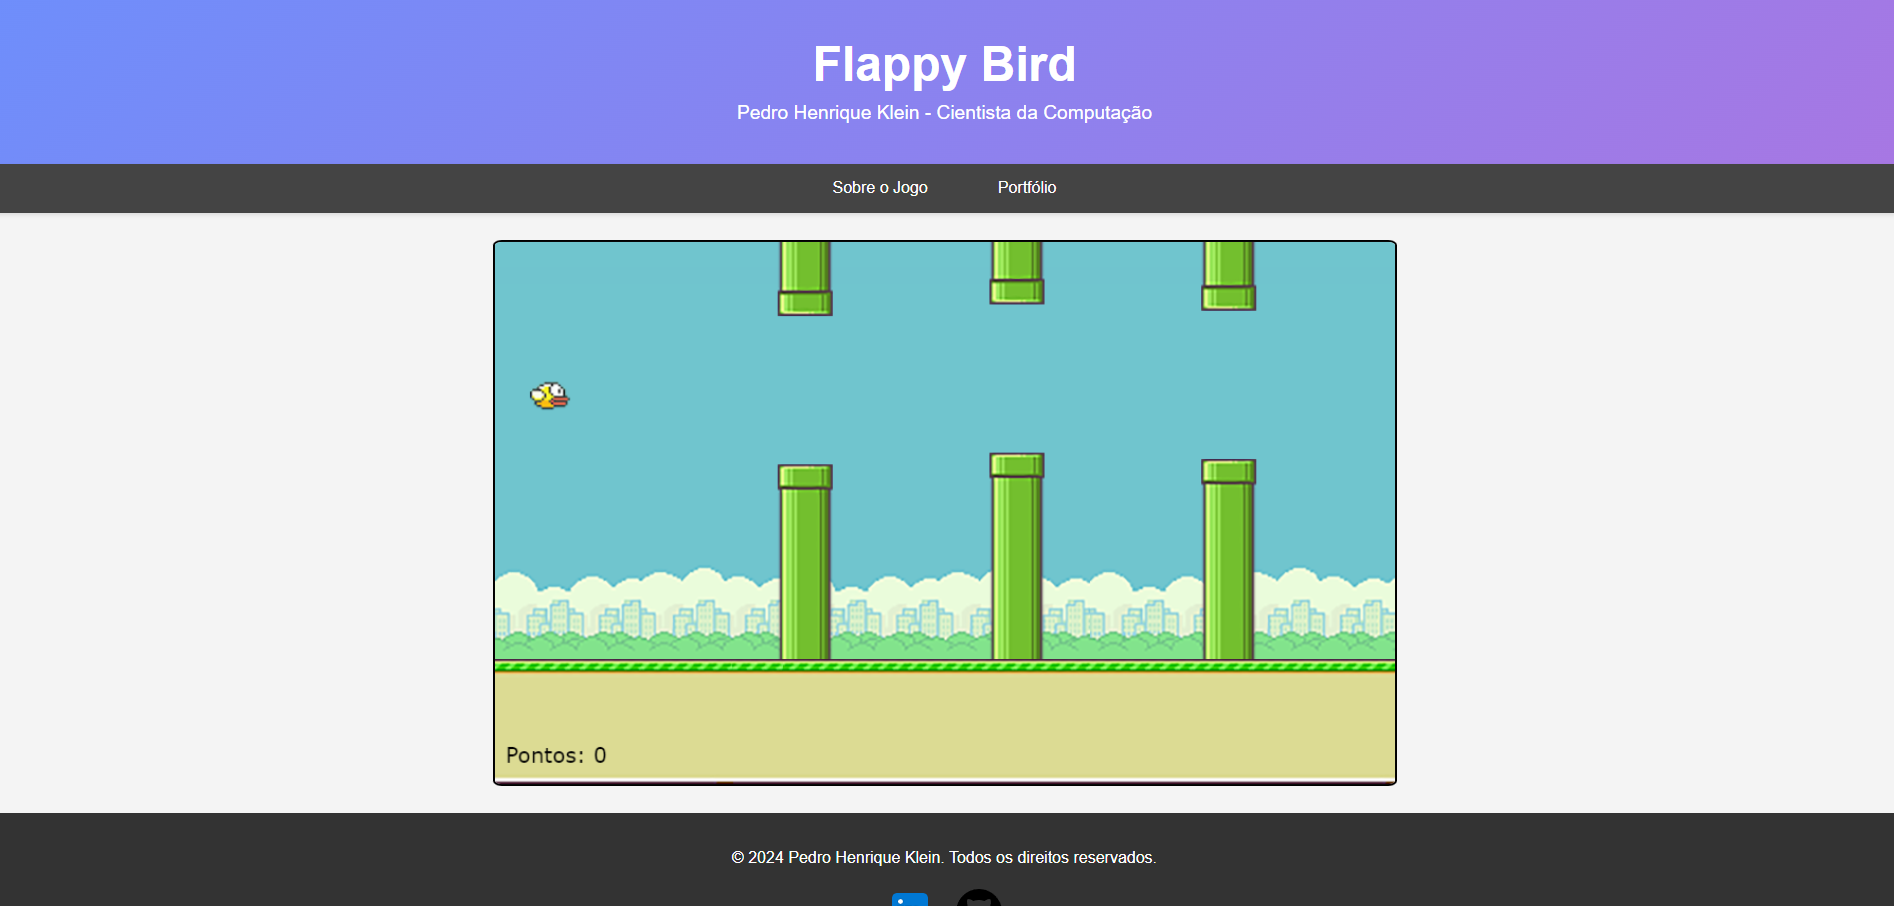 Flappy Bird
Pedro Henrique Klein - Cientista da Computação
Sobre o Jogo
Portfólio
Pontos: 0
© 2024 Pedro Henrique Klein. Todos os direitos reservados.